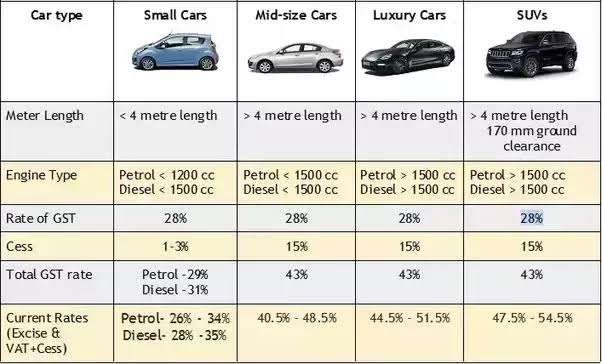 Car type Small Cars Mid-size Cars Luxury Cars SUVs
Meter Length < 4 metre length > 4 metre length > 4 metre length > 4 metre length
170 mm ground
clearance
Engine Type Petrol < 1200 cc Petrol < 1500 cc Petrol > 1500 cc Petrol > 1500 cc
Diesel < 1500 cc Diesel < 1500 cc Diesel > 1500 cc Diesel > 1500 cc
Rate of GST 28% 28% 28% 28%
Cess 1-3% 15% 15% 15%
Total GST rate Petrol -29% 43% 43% 43%
Diesel -31%
Current Rates Petrol- 26% - 34% 40.5% - 48.5% 44.5% - 51.5% 47.5% - 54.5%
(Excise & Diesel- 28% -35%
VAT+Cess)